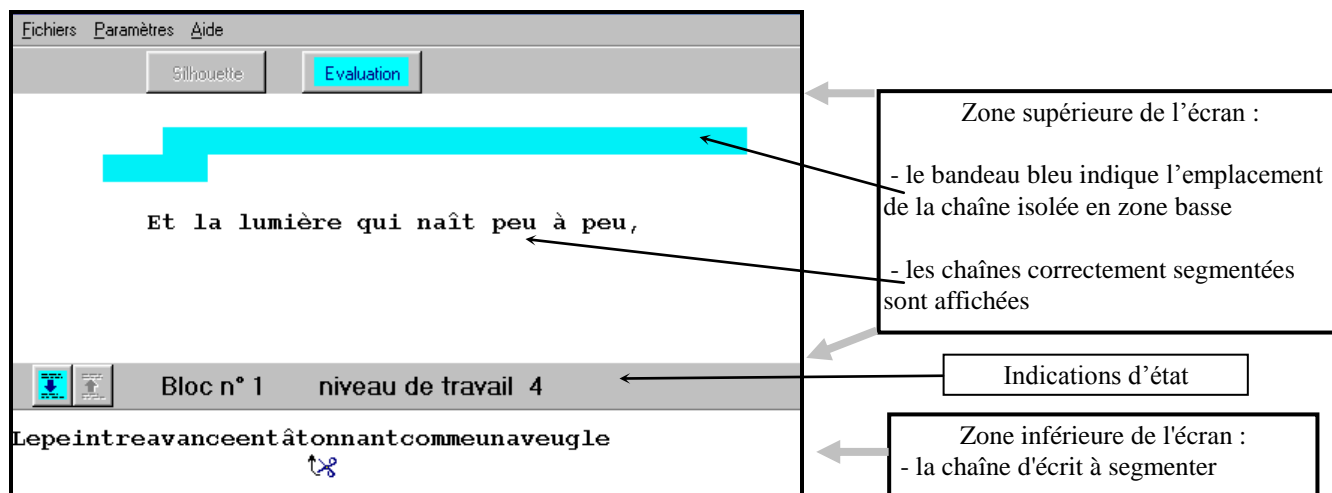 Fichiers Paramètres Aide
Silhouette Evaluation
Et la lumière qui naît peu à peu,
Bloc n° 1 niveau de travail 4
Lepeintreavanceentâtonnantcommeunaveugle
Zone supérieure de l’écran :
- le bandeau bleu indique l’emplacement
de la chaîne isolée en zone basse
- les chaînes correctement segmentées
sont affichées
Indications d’état
Zone inférieure de l'écran :
- la chaîne d'écrit à segmenter